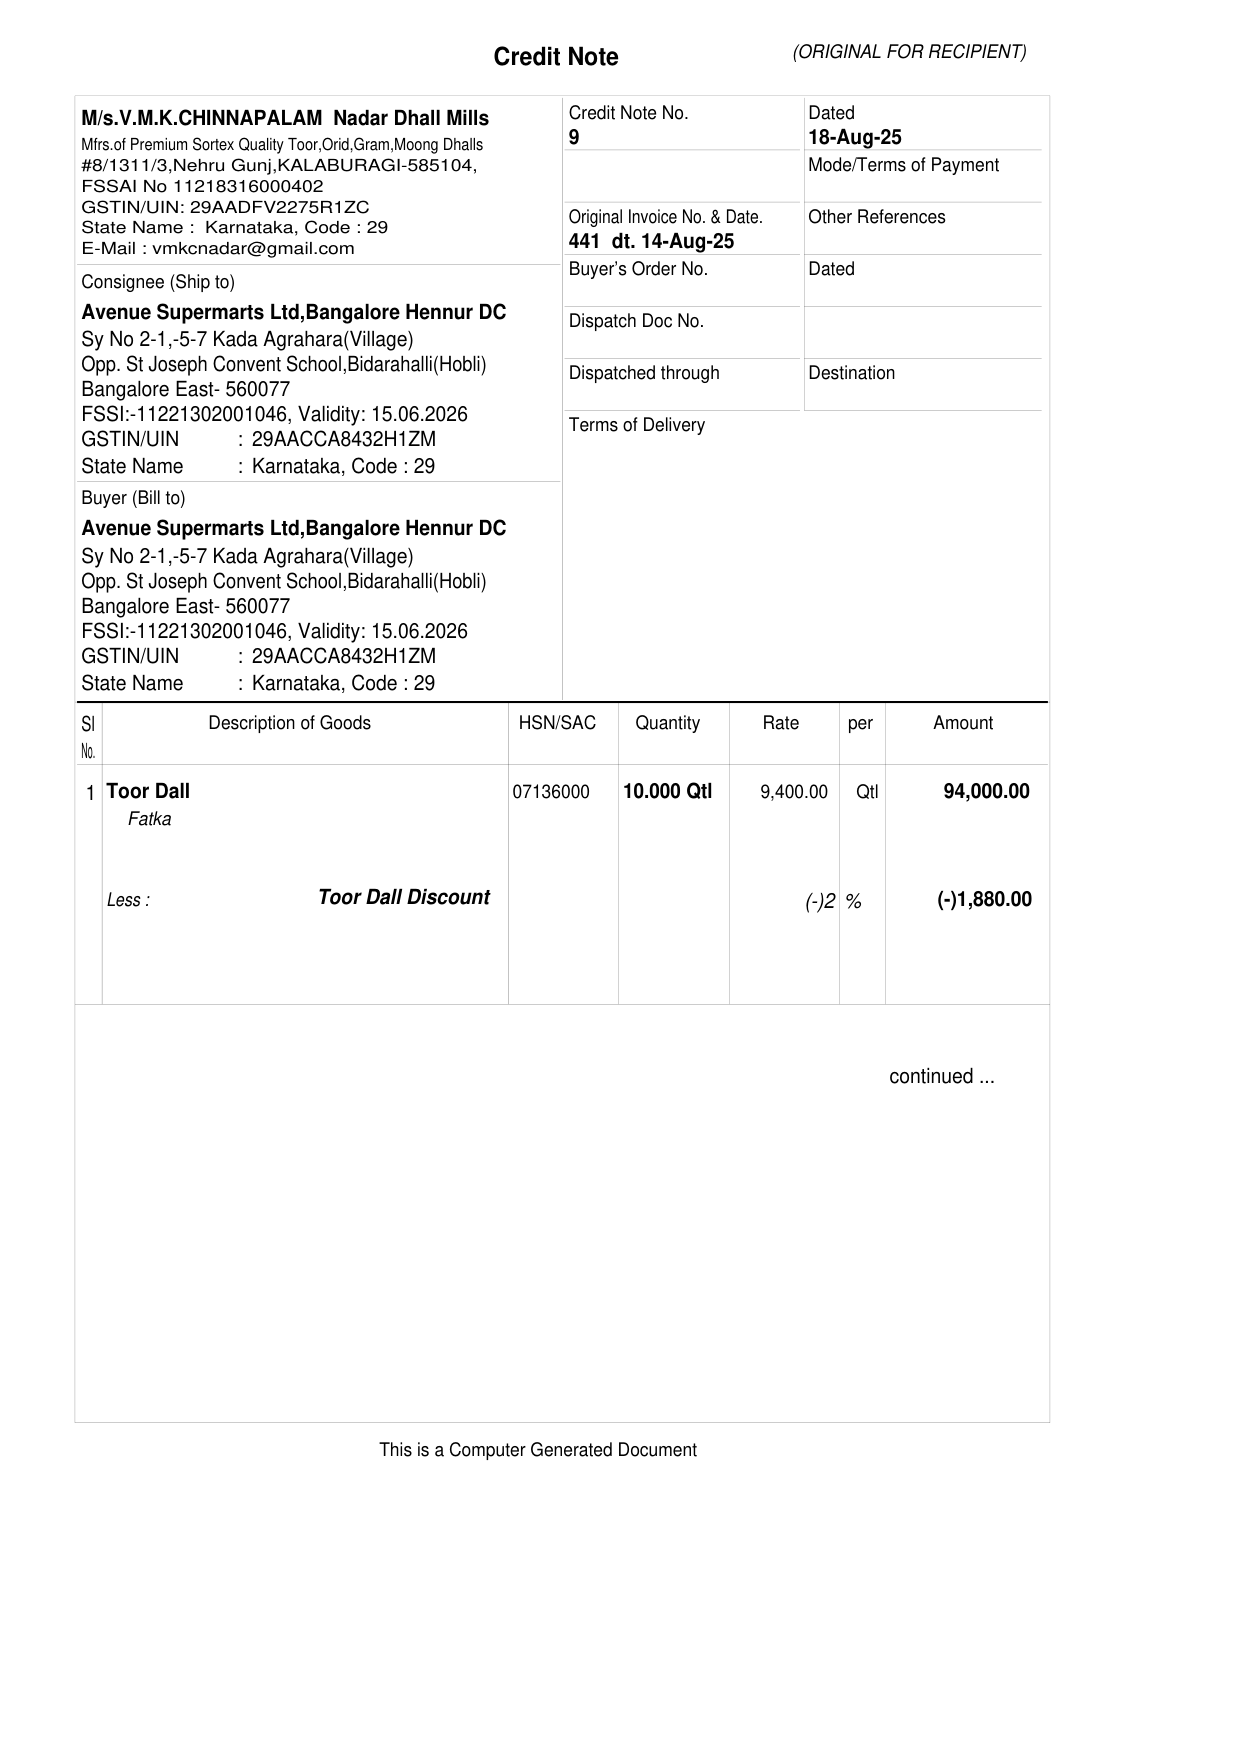 Credit Note
(ORIGINAL FOR RECIPIENT)
M/s.V.M.K.CHINNAPALAM  Nadar Dhall Mills
Mfrs.of Premium Sortex Quality Toor,Orid,Gram,Moong Dhalls
#8/1311/3,Nehru Gunj,KALABURAGI-585104,
FSSAI No 11218316000402
GSTIN/UIN: 29AADFV2275R1ZC
State Name :  Karnataka, Code : 29
E-Mail : vmkcnadar@gmail.com
Credit Note No.
9
Dated
18-Aug-25
Mode/Terms of Payment
Original Invoice No. & Date.
441  dt. 14-Aug-25
Other References
Buyer’s Order No.
Dated
Dispatch Doc No.
Dispatched through
Destination
Terms of Delivery
Consignee (Ship to)
Avenue Supermarts Ltd,Bangalore Hennur DC
Sy No 2-1,-5-7 Kada Agrahara(Village)
Opp. St Joseph Convent School,Bidarahalli(Hobli)
Bangalore East- 560077
FSSI:-11221302001046, Validity: 15.06.2026
GSTIN/UIN : 29AACCA8432H1ZM
State Name : Karnataka, Code : 29
Buyer (Bill to)
Avenue Supermarts Ltd,Bangalore Hennur DC
Sy No 2-1,-5-7 Kada Agrahara(Village)
Opp. St Joseph Convent School,Bidarahalli(Hobli)
Bangalore East- 560077
FSSI:-11221302001046, Validity: 15.06.2026
GSTIN/UIN : 29AACCA8432H1ZM
State Name : Karnataka, Code : 29
Sl No. Description of Goods HSN/SAC Quantity Rate per Amount
1 Toor Dall 07136000 10.000 Qtl 9,400.00 Qtl 94,000.00
Fatka
Less : Toor Dall Discount (-)2 % (-)1,880.00
continued ...
This is a Computer Generated Document